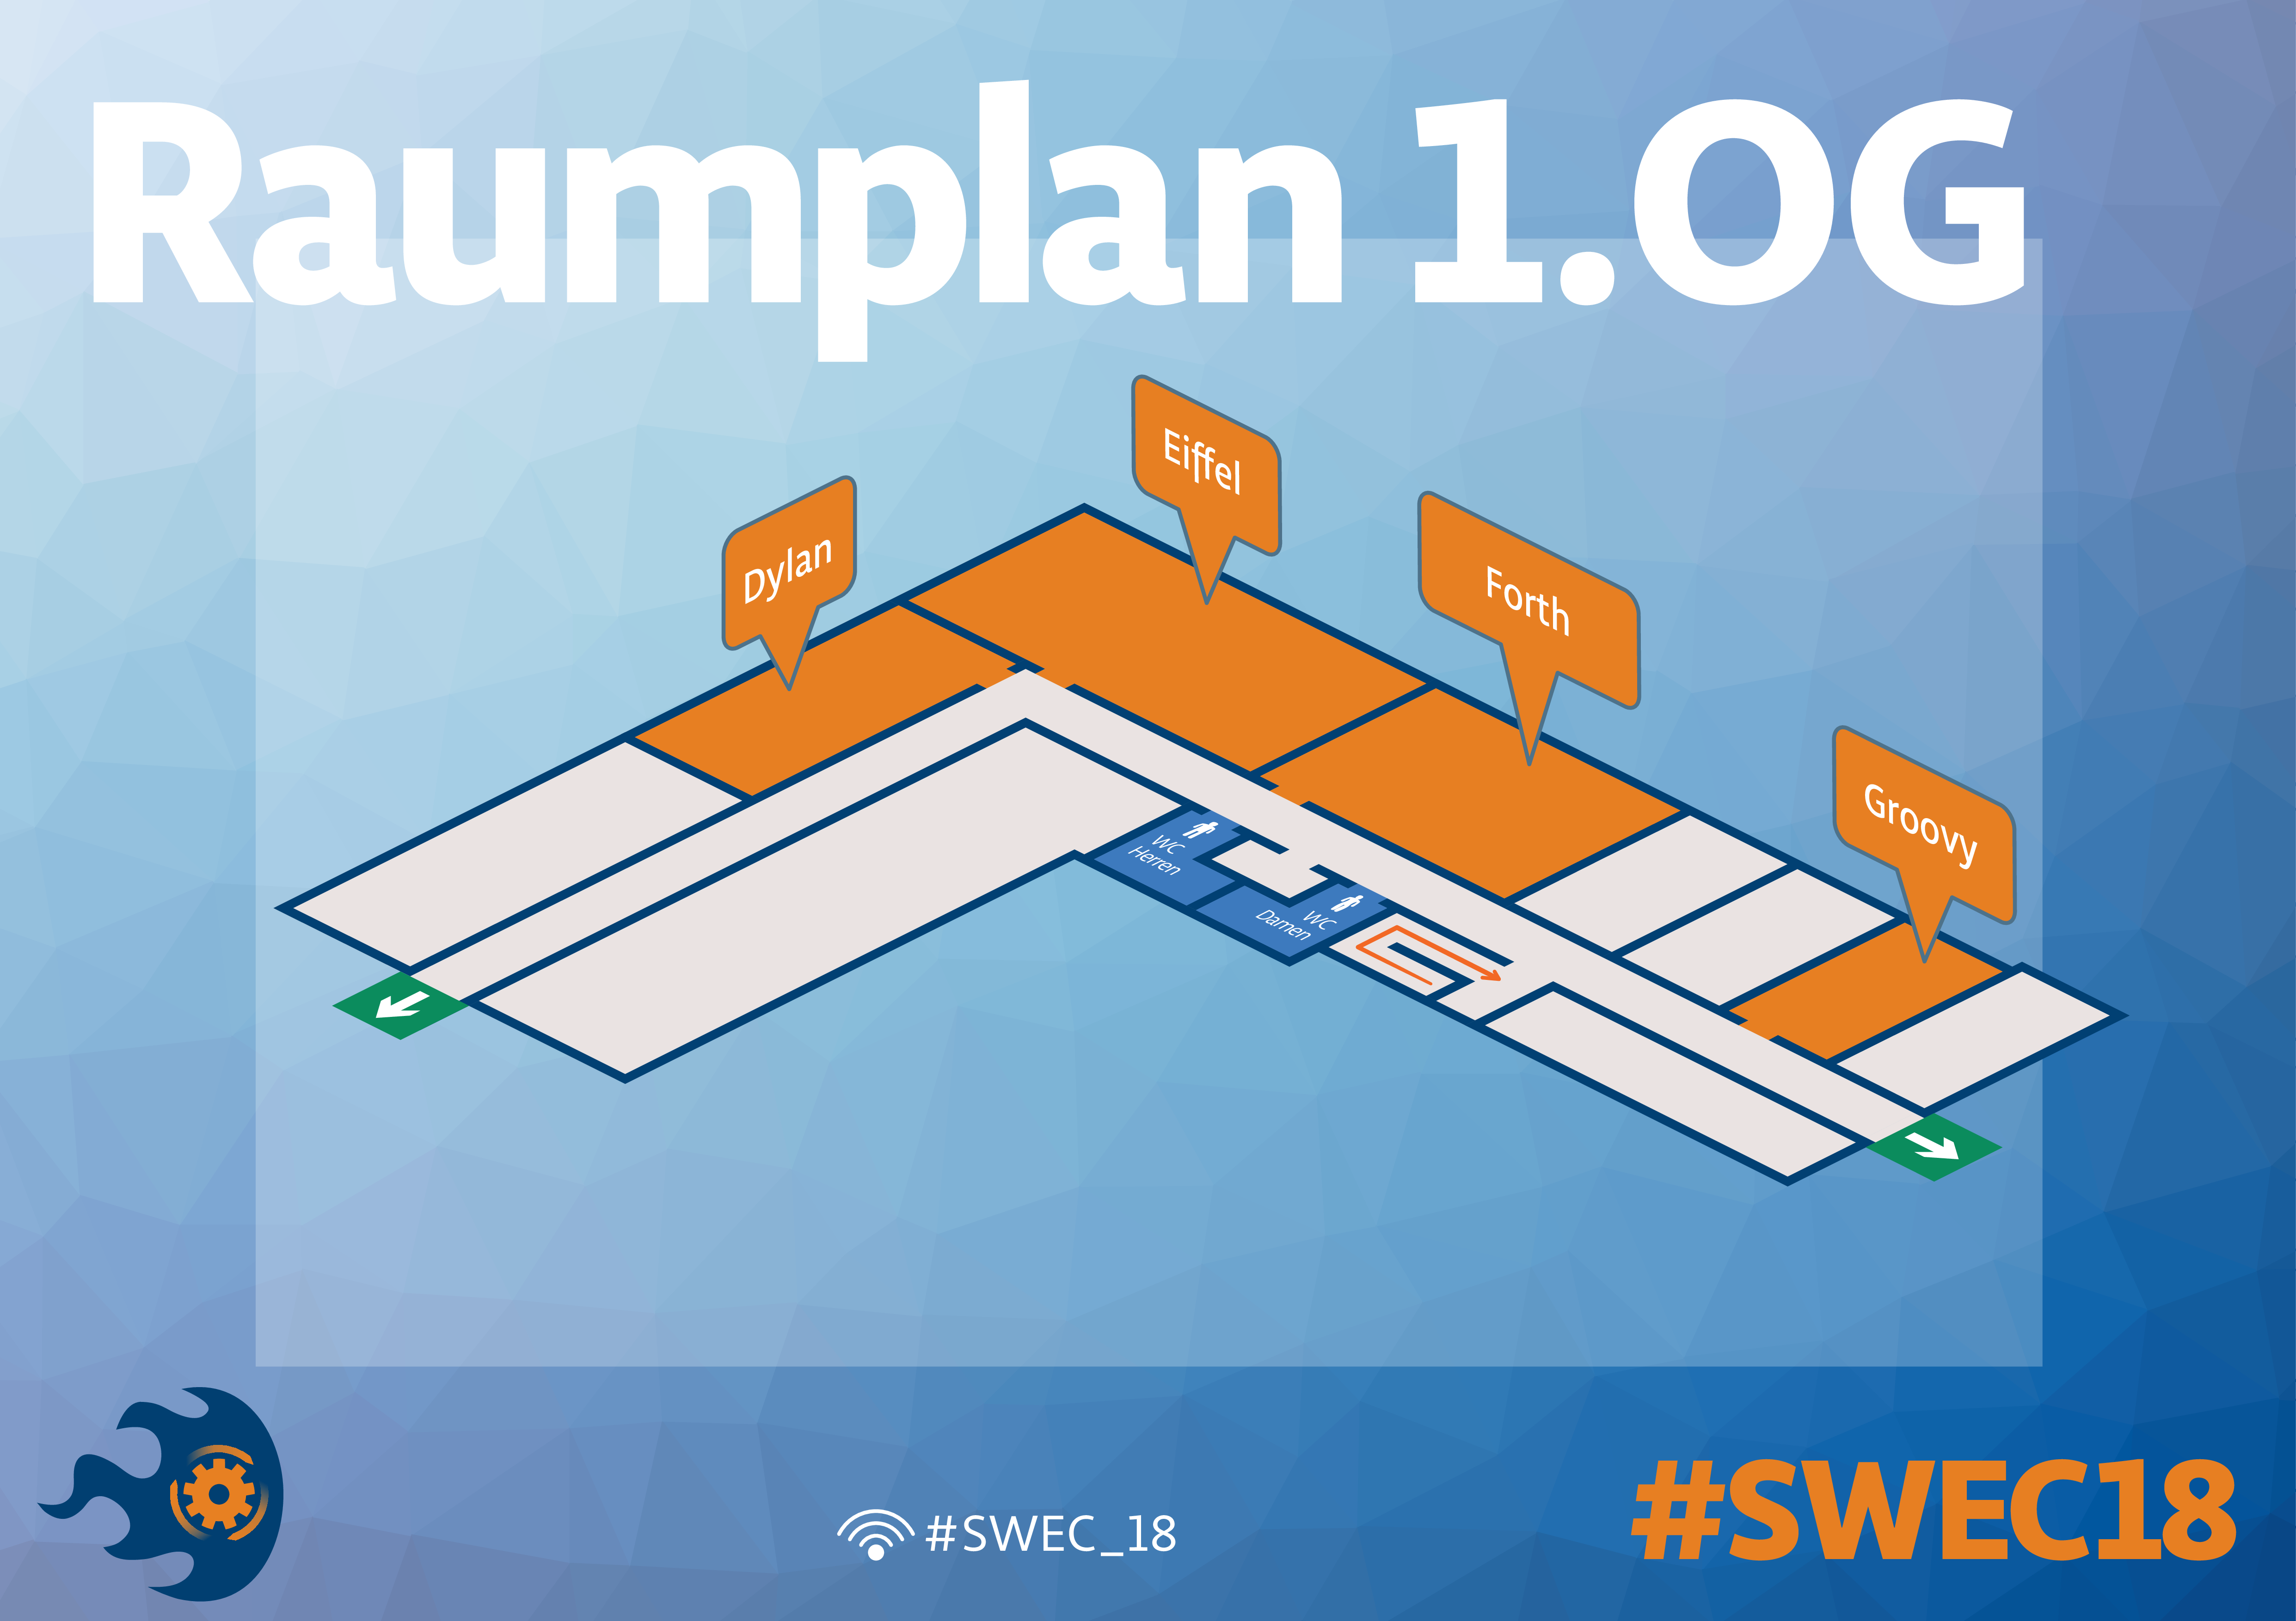 Raumplan 1.OG
Eiffel
Dylan
Forth
Groovy
WC
Herren
WC
Damen
#SWEC_18
#SWEC18